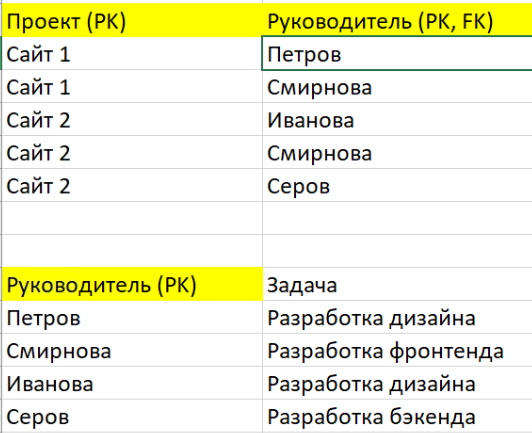 Проект (PK) Руководитель (PK, FK)
Сайт 1 Петров
Сайт 1 Смирнова
Сайт 2 Иванова
Сайт 2 Смирнова
Сайт 2 Серов
Руководитель (PK) Задача
Петров Разработка дизайна
Смирнова Разработка фронтенда
Иванова Разработка дизайна
Серов Разработка бэкенда